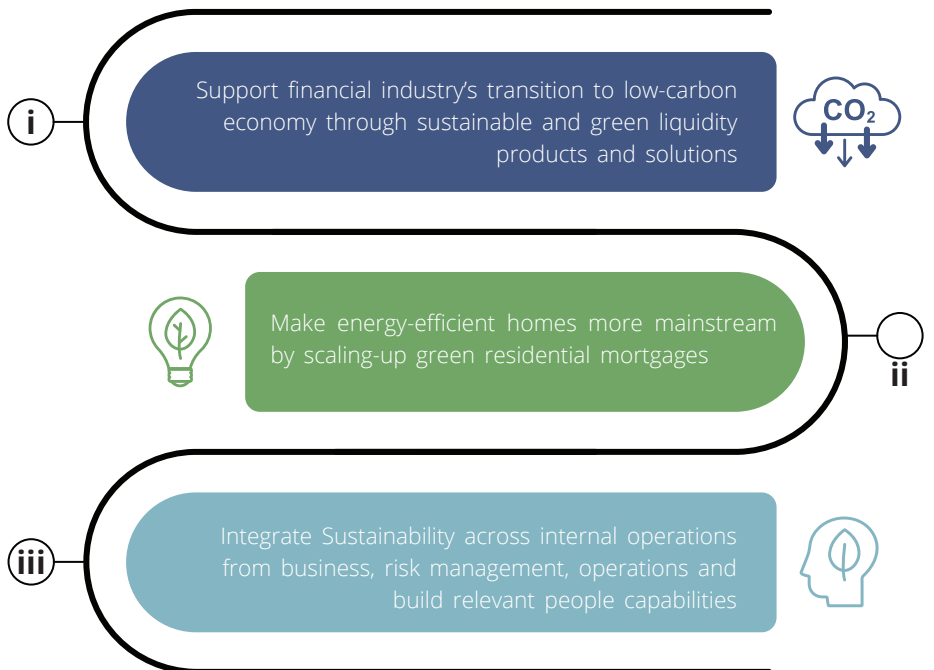 i
Support financial industry's transition to low-carbon
economy through sustainable and green liquidity
products and solutions
CO₂
Make energy-efficient homes more mainstream
by scaling-up green residential mortgages
ii
iii
Integrate Sustainability across internal operations
from business, risk management, operations and
build relevant people capabilities